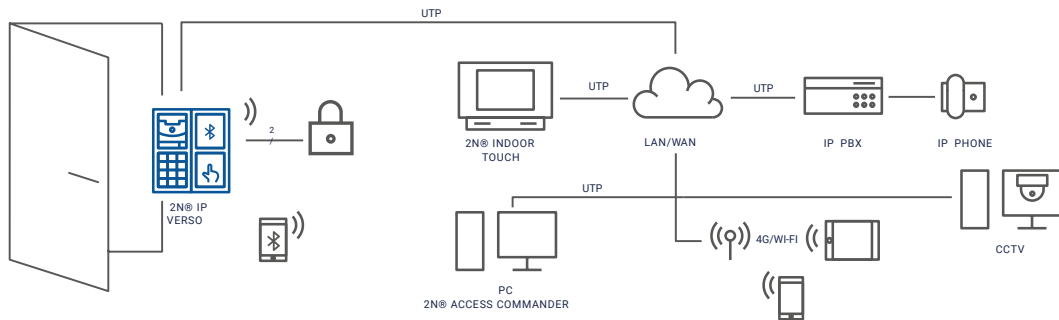 UTP
2
2N® IP
VERSO
2N® INDOOR
TOUCH
UTP
LAN/WAN
UTP
IP PBX
IP PHONE
UTP
PC
2N® ACCESS COMMANDER
4G/WI-FI
CCTV